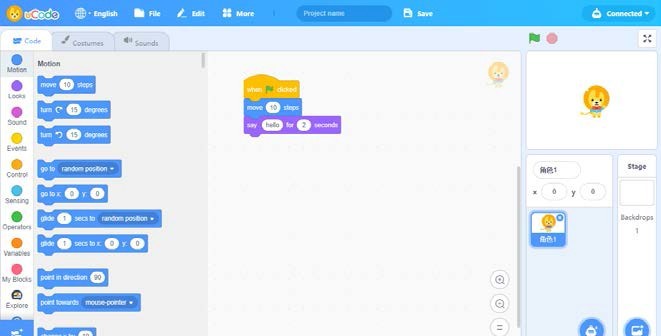 uCode
English
File
Edit
More
Project name
Save
Connected
Code
Costumes
Sounds
Motion
Looks
Sound
Events
Control
Sensing
Operators
Variables
My Blocks
Explore
Motion
move 10 steps
turn 15 degrees
turn 15 degrees
go to random position
go to x: 0 y: 0
glide 1 secs to random position
glide 1 secs to x: 0 y: 0
point in direction 90
point towards mouse-pointer
when clicked
move 10 steps
say hello for 2 seconds
角色1
x 0 y 0
角色1
Stage
Backdrops
1